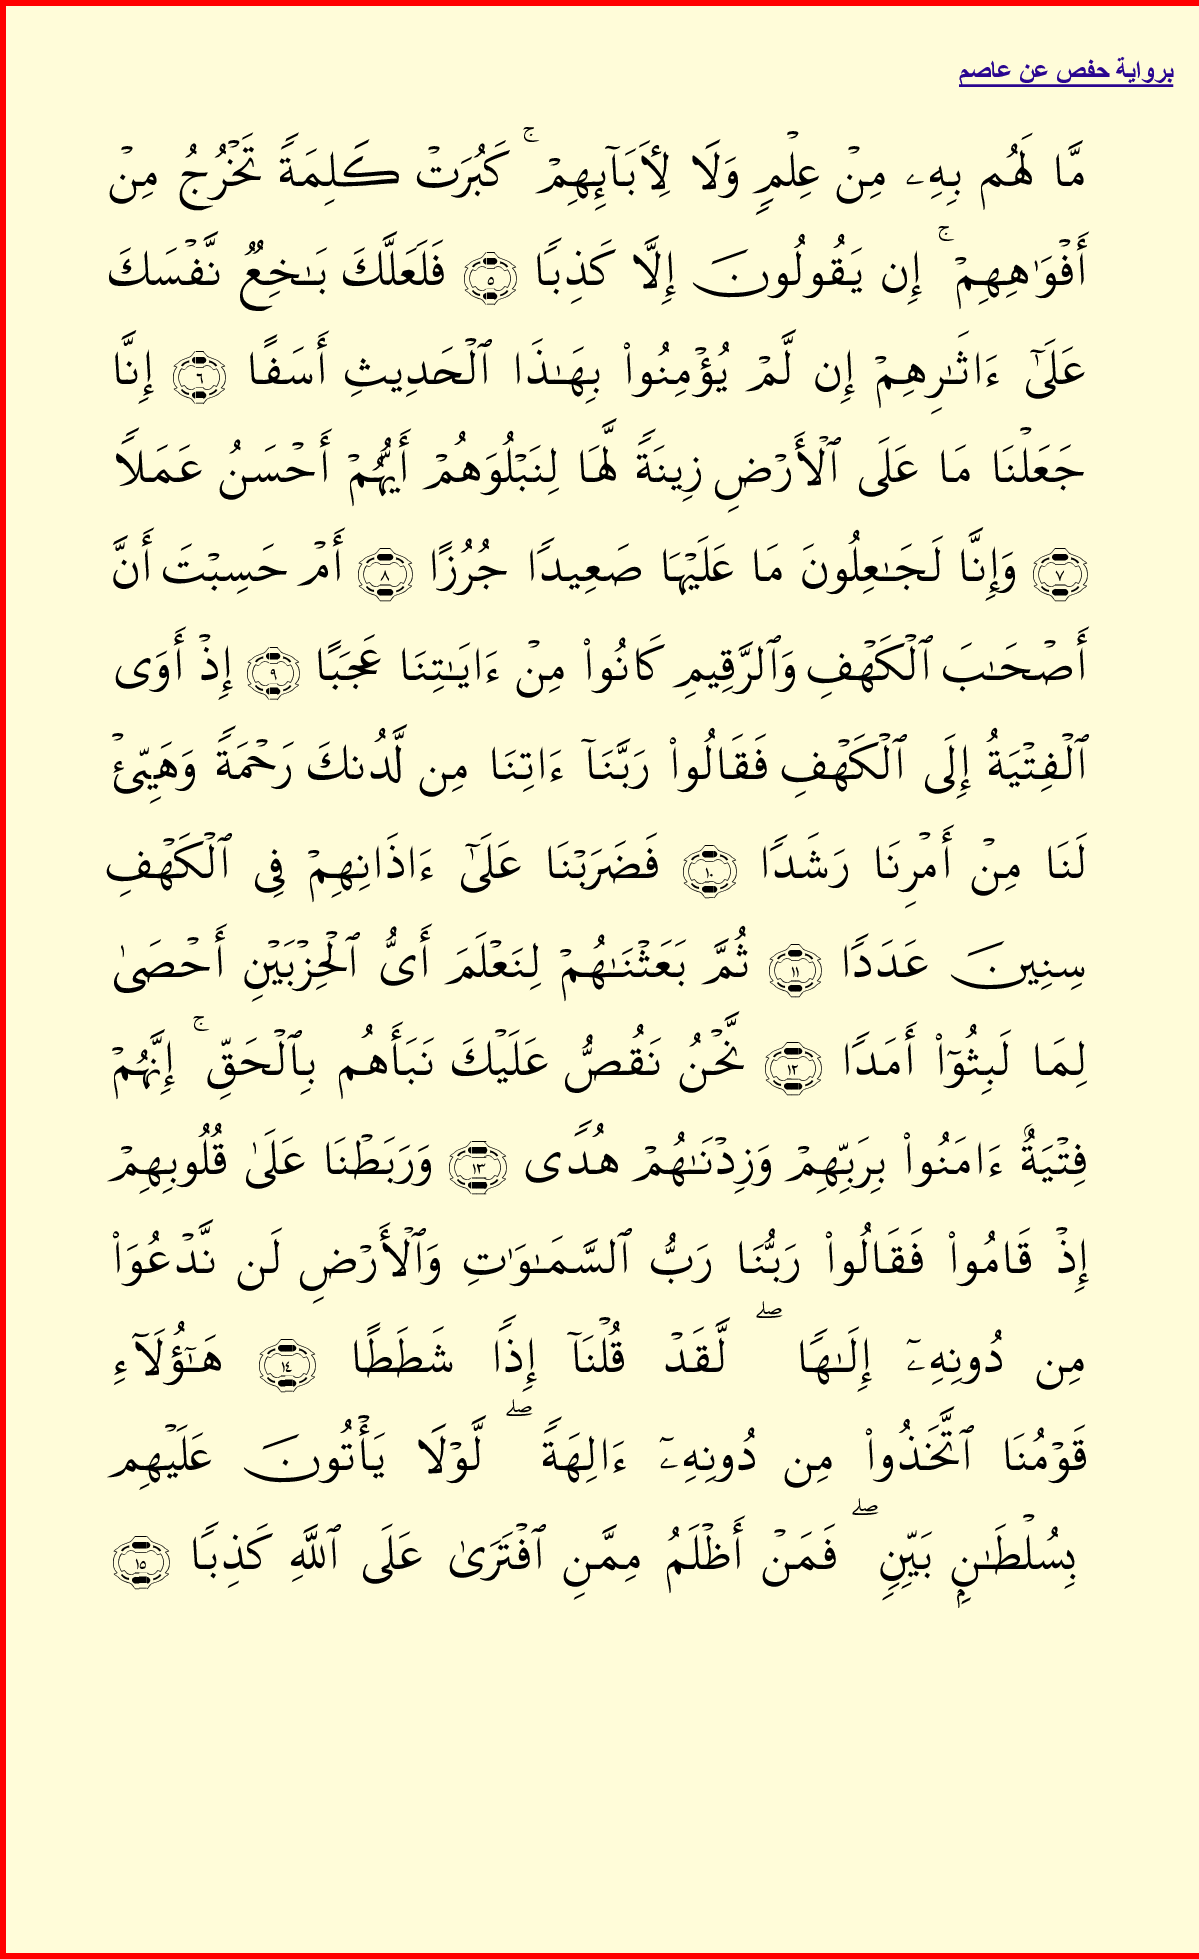 برواية حفص عن عاصم
مَّا لَهُم بِهِۦ مِنْ عِلْمٍۢ وَلَا لِأَبَآئِهِمْ ۚ كَبُرَتْ كَلِمَةً تَخْرُجُ مِنْ
أَفْوَٰهِهِمْ ۚ إِن يَقُولُونَ إِلَّا كَذِبًا ٥ فَلَعَلَّكَ بَـٰخِعٌۭ نَّفْسَكَ
عَلَىٰٓ ءَاثَـٰرِهِمْ إِن لَّمْ يُؤْمِنُوا۟ بِهَـٰذَا ٱلْحَدِيثِ أَسَفًا ٦ إِنَّا
جَعَلْنَا مَا عَلَى ٱلْأَرْضِ زِينَةً لَّهَا لِنَبْلُوَهُمْ أَيُّهُمْ أَحْسَنُ عَمَلًا
٧ وَإِنَّا لَجَـٰعِلُونَ مَا عَلَيْهَا صَعِيدًا جُرُزًا ٨ أَمْ حَسِبْتَ أَنَّ
أَصْحَـٰبَ ٱلْكَهْفِ وَٱلرَّقِيمِ كَانُوا۟ مِنْ ءَايَـٰتِنَا عَجَبًا ٩ إِذْ أَوَى
ٱلْفِتْيَةُ إِلَى ٱلْكَهْفِ فَقَالُوا۟ رَبَّنَآ ءَاتِنَا مِن لَّدُنكَ رَحْمَةً وَهَيِّئْ
لَنَا مِنْ أَمْرِنَا رَشَدًا ١٠ فَضَرَبْنَا عَلَىٰٓ ءَاذَانِهِمْ فِى ٱلْكَهْفِ
سِنِينَ عَدَدًا ١١ ثُمَّ بَعَثْنَـٰهُمْ لِنَعْلَمَ أَىُّ ٱلْحِزْبَيْنِ أَحْصَىٰ
لِمَا لَبِثُوٓا۟ أَمَدًا ١٢ نَّحْنُ نَقُصُّ عَلَيْكَ نَبَأَهُم بِٱلْحَقِّ ۚ إِنَّهُمْ
فِتْيَةٌ ءَامَنُوا۟ بِرَبِّهِمْ وَزِدْنَـٰهُمْ هُدًى ١٣ وَرَبَطْنَا عَلَىٰ قُلُوبِهِمْ
إِذْ قَامُوا۟ فَقَالُوا۟ رَبُّنَا رَبُّ ٱلسَّمَـٰوَٰتِ وَٱلْأَرْضِ لَن نَّدْعُوَا۟
مِن دُونِهِۦٓ إِلَـٰهًا ۖ لَّقَدْ قُلْنَآ إِذًا شَطَطًا ١٤ هَـٰٓؤُلَآءِ
قَوْمُنَا ٱتَّخَذُوا۟ مِن دُونِهِۦٓ ءَالِهَةً ۖ لَّوْلَا يَأْتُونَ عَلَيْهِم
بِسُلْطَـٰنٍۭ بَيِّنٍ ۖ فَمَنْ أَظْلَمُ مِمَّنِ ٱفْتَرَىٰ عَلَى ٱللَّهِ كَذِبًا ١٥